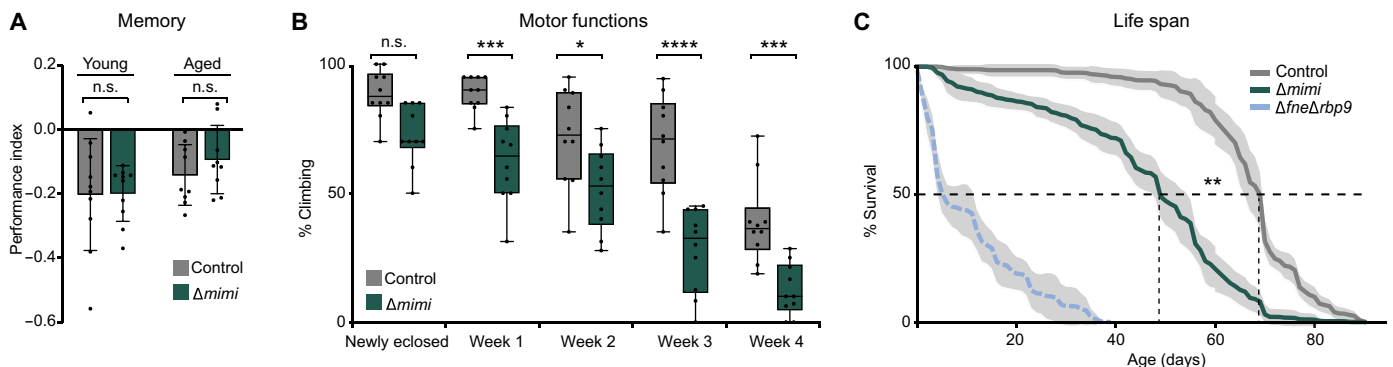 A
Memory
Young
Aged
n.s.
n.s.
0.2
0.0
−0.2
−0.4
−0.6
Performance index
Control
Δmimi
B
Motor functions
n.s.
***
*
****
***
100
50
0
% Climbing
Control
Δmimi
Newly eclosed
Week 1
Week 2
Week 3
Week 4
C
Life span
100
50
0
% Survival
Control
Δmimi
ΔfneΔrbp9
**
20
40
60
80
Age (days)